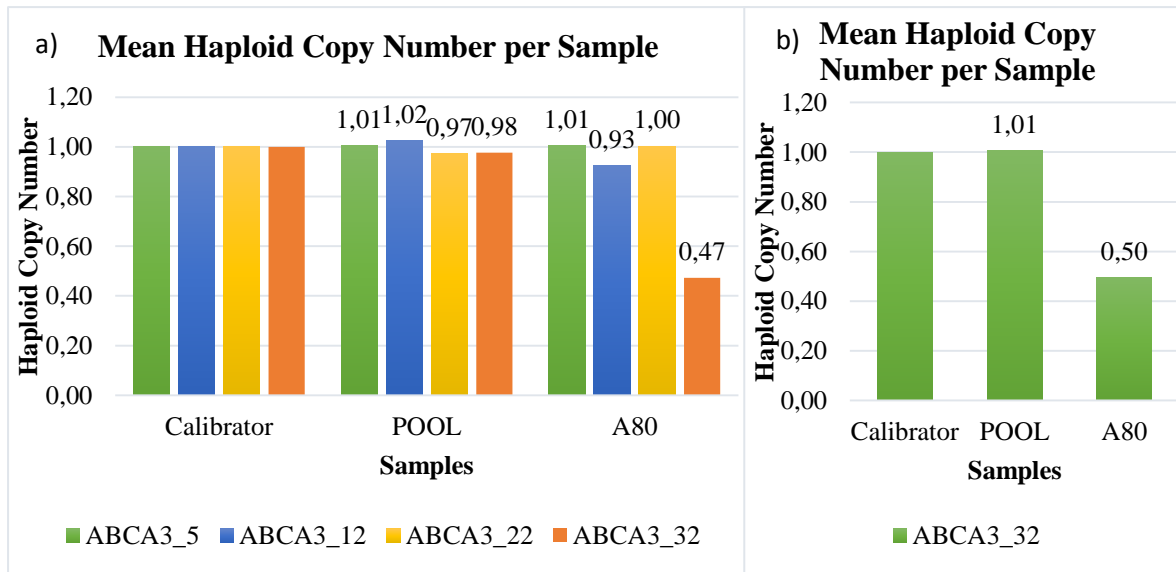 a) Mean Haploid Copy Number per Sample
Haploid Copy Number
1,20
1,00
0,80
0,60
0,40
0,20
0,00
1,01
1,02
0,97
0,98
1,01
0,93
1,00
0,47
Calibrator POOL A80
Samples
ABCA3_5 ABCA3_12 ABCA3_22 ABCA3_32
b) Mean Haploid Copy
Number per Sample
Haploid Copy Number
1,20
1,00
0,80
0,60
0,40
0,20
0,00
1,01
0,50
Calibrator POOL A80
Samples
ABCA3_32